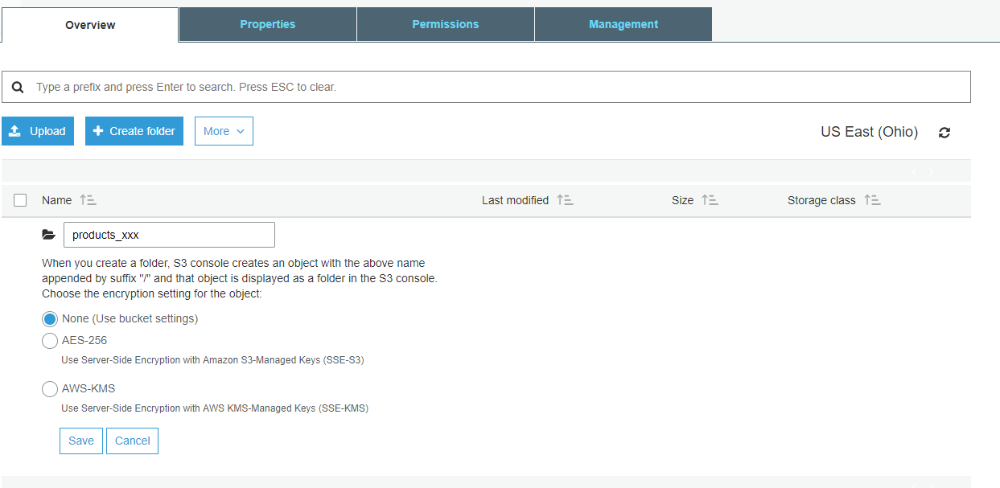 Overview Properties Permissions Management
Type a prefix and press Enter to search. Press ESC to clear.
Upload Create folder More US East (Ohio)
Name Last modified Size Storage class
products_xxx
When you create a folder, S3 console creates an object with the above name
appended by suffix "/" and that object is displayed as a folder in the S3 console.
Choose the encryption setting for the object:
None (Use bucket settings)
AES-256
Use Server-Side Encryption with Amazon S3-Managed Keys (SSE-S3)
AWS-KMS
Use Server-Side Encryption with AWS KMS-Managed Keys (SSE-KMS)
Save Cancel